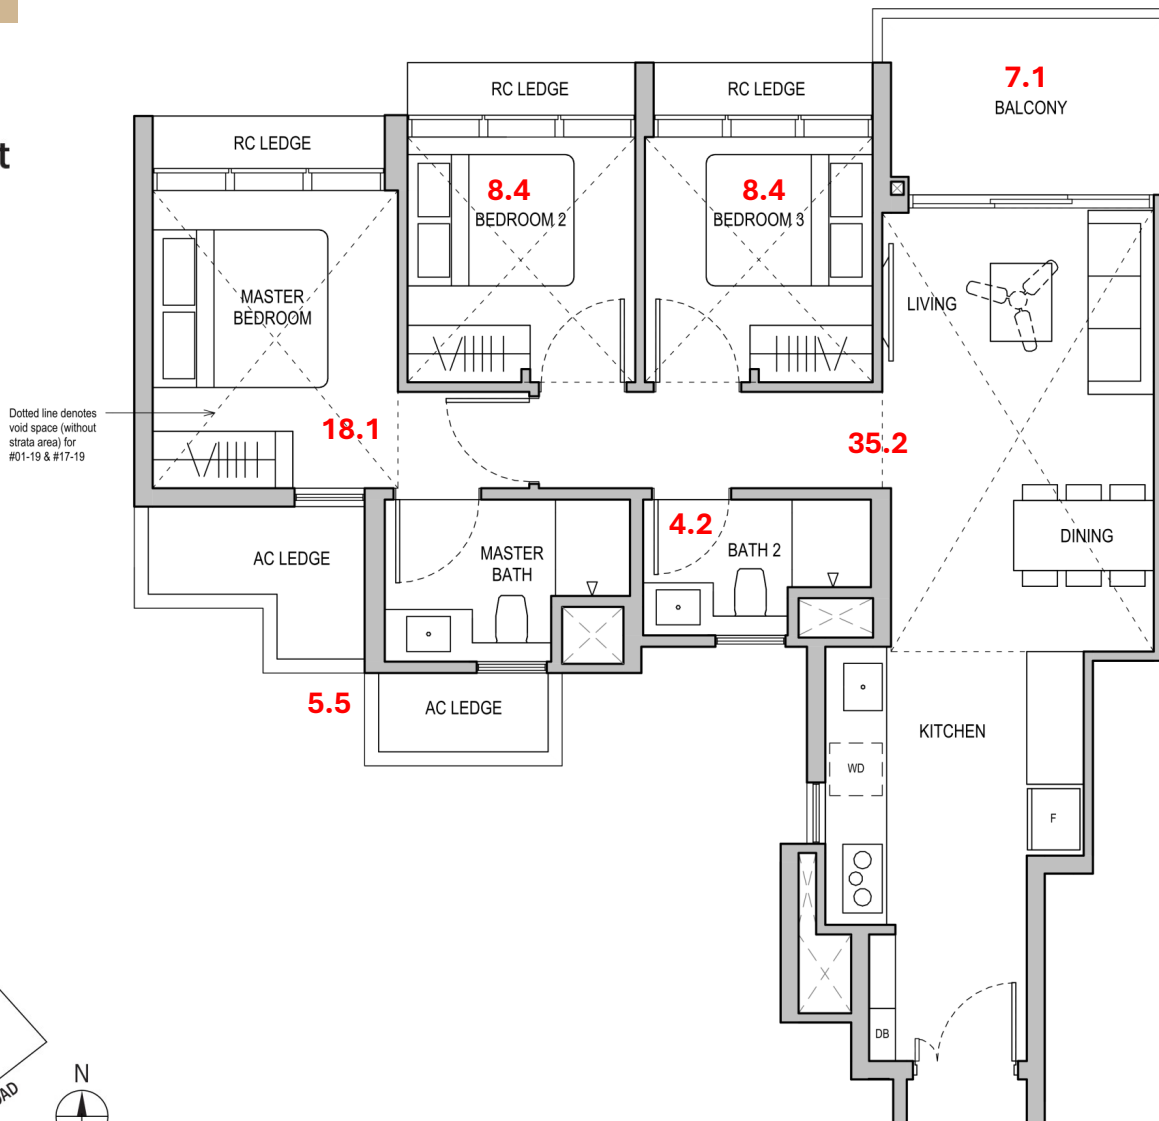 t
RC LEDGE
RC LEDGE
RC LEDGE
7.1
BALCONY
8.4
BEDROOM 2
8.4
BEDROOM 3
MASTER
BEDROOM
LIVING
Dotted line denotes
void space (without
strata area) for
#01-19 & #17-19
18.1
35.2
4.2
AC LEDGE
MASTER
BATH
BATH 2
DINING
5.5
AC LEDGE
KITCHEN
WD
F
DB
N